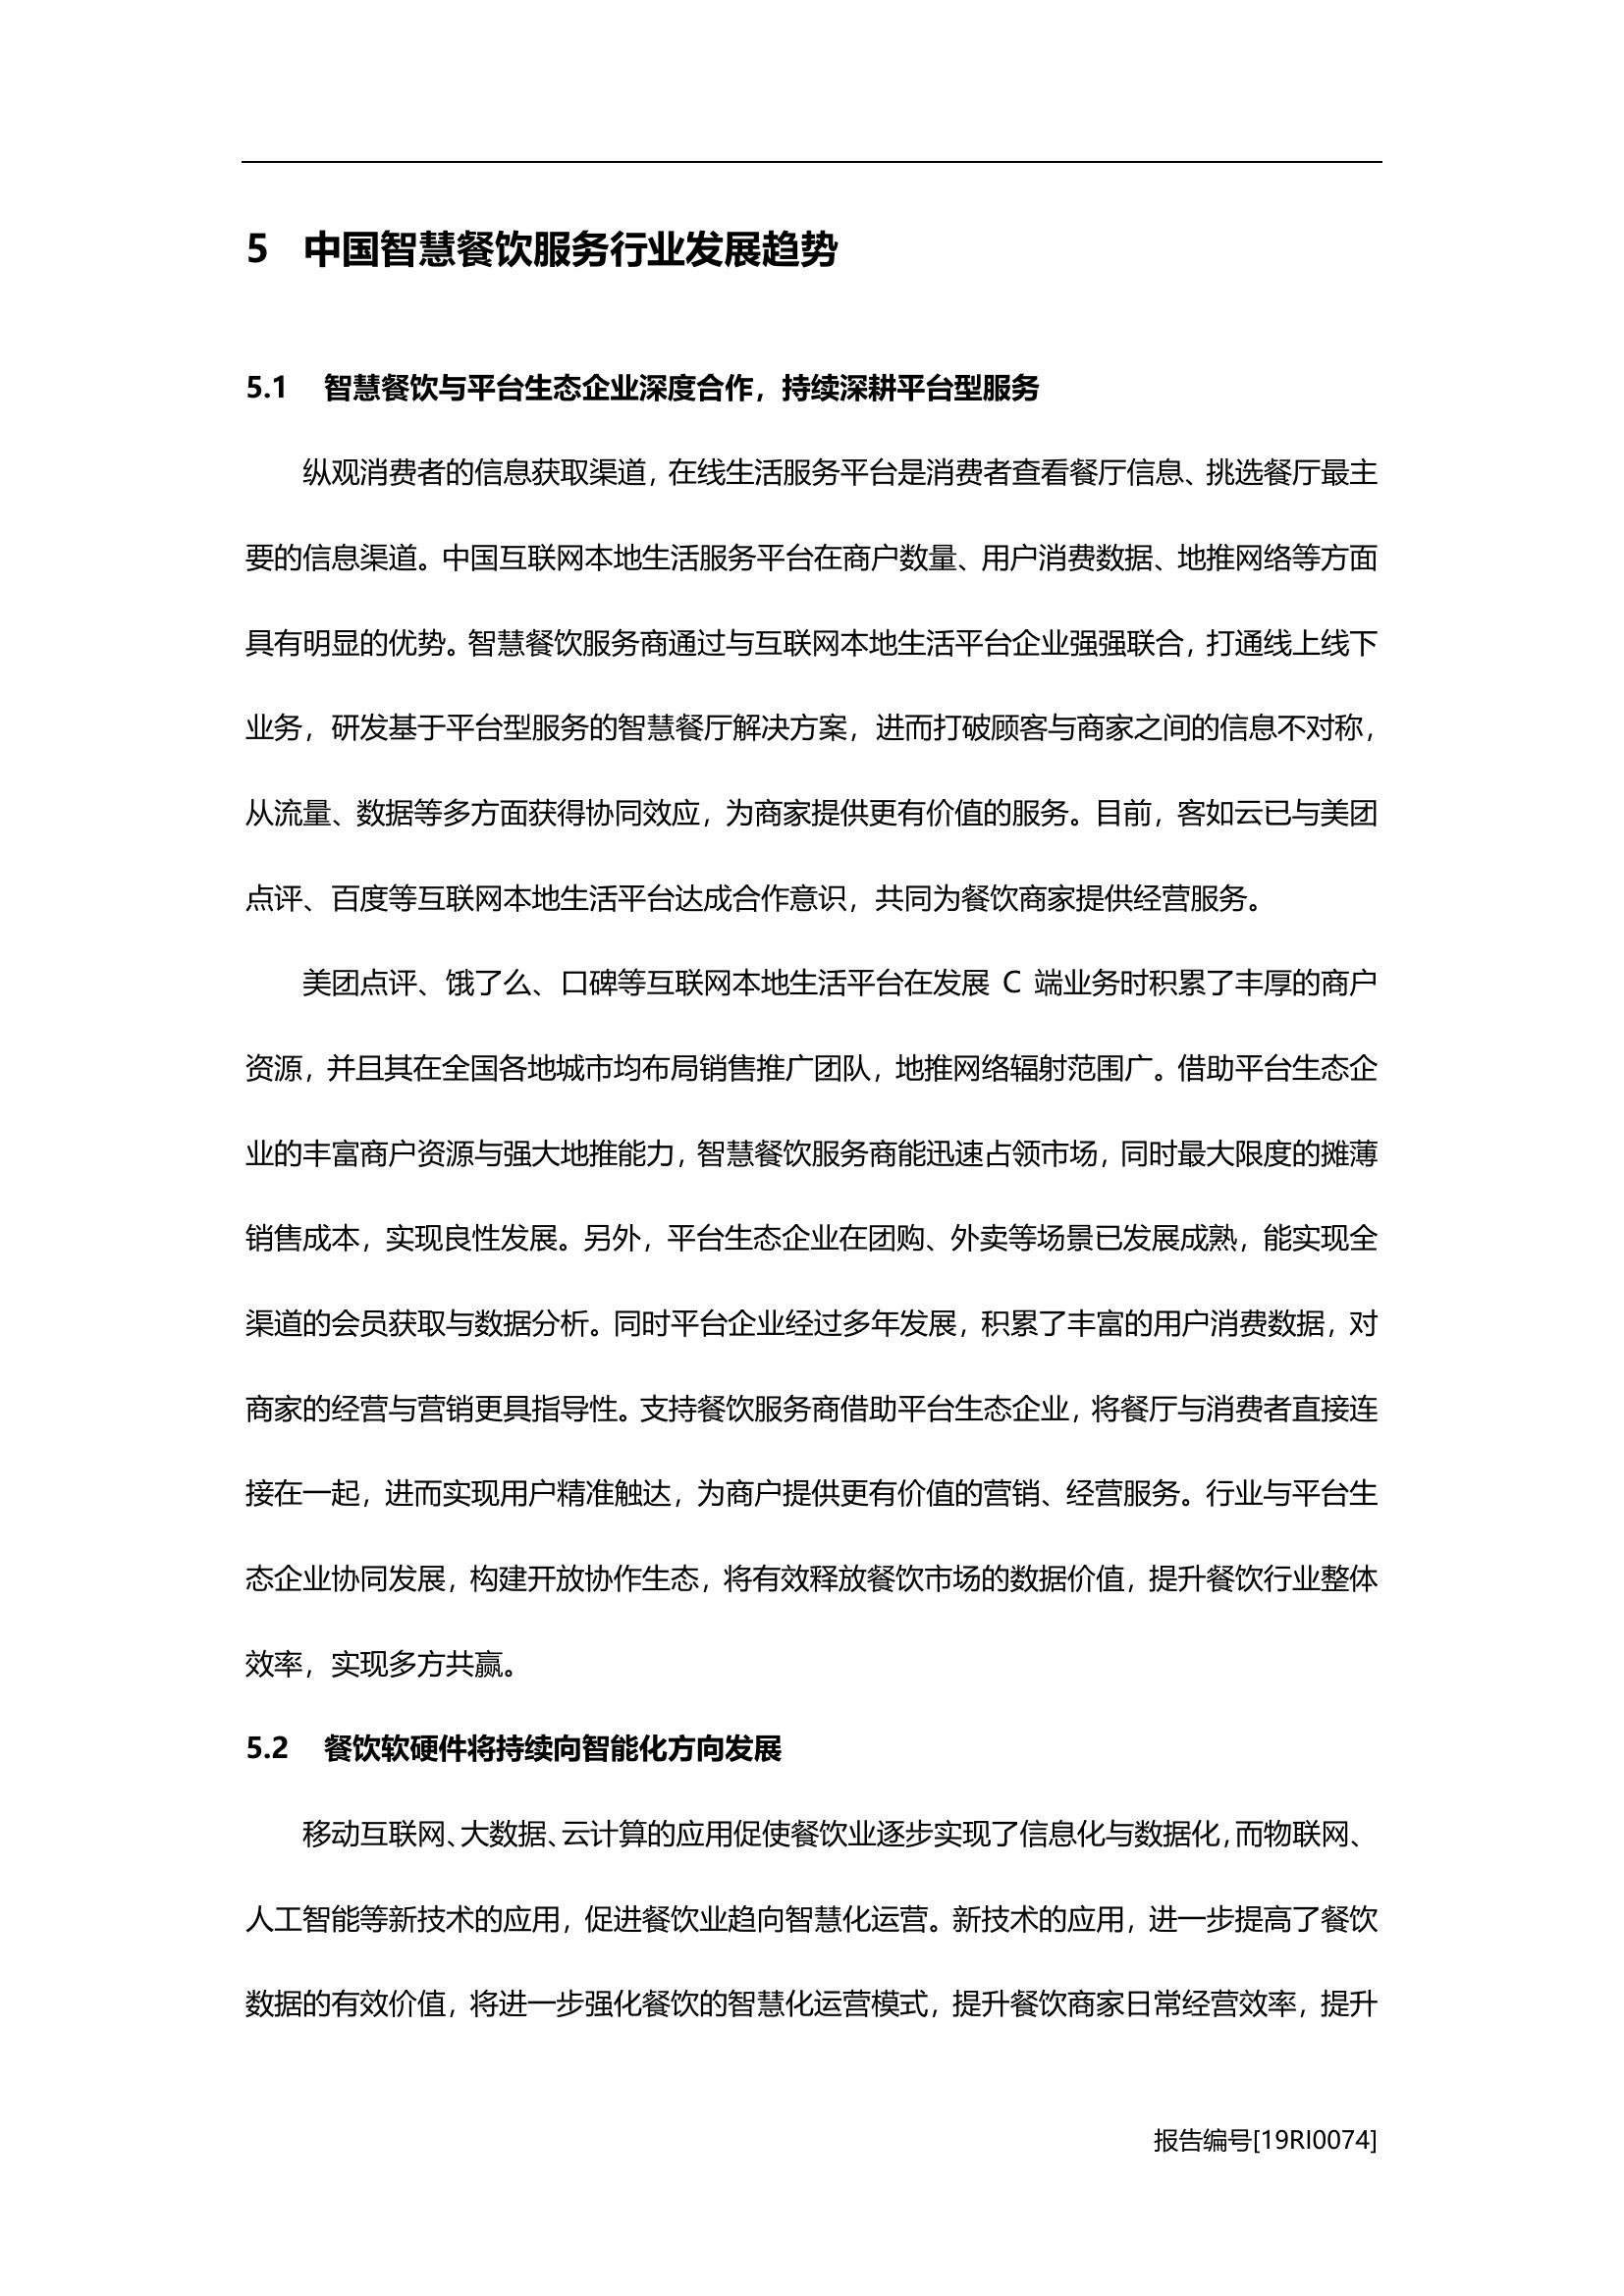 5 中国智慧餐饮服务行业发展趋势
5.1 智慧餐饮与平台生态企业深度合作，持续深耕平台型服务
纵观消费者的信息获取渠道，在线生活服务平台是消费者查看餐厅信息、挑选餐厅最主
要的信息渠道。中国互联网本地生活服务平台在商户数量、用户消费数据、地推网络等方面
具有明显的优势。智慧餐饮服务商通过与互联网本地生活平台企业强强联合，打通线上线下
业务，研发基于平台型服务的智慧餐厅解决方案，进而打破顾客与商家之间的信息不对称，
从流量、数据等多方面获得协同效应，为商家提供更有价值的服务。目前，客如云已与美团
点评、百度等互联网本地生活平台达成合作意识，共同为餐饮商家提供经营服务。
美团点评、饿了么、口碑等互联网本地生活平台在发展 C 端业务时积累了丰厚的商户
资源，并且其在全国各地城市均布局销售推广团队，地推网络辐射范围广。借助平台生态企
业的丰富商户资源与强大地推能力，智慧餐饮服务商能迅速占领市场，同时最大限度的摊薄
销售成本，实现良性发展。另外，平台生态企业在团购、外卖等场景已发展成熟，能实现全
渠道的会员获取与数据分析。同时平台企业经过多年发展，积累了丰富的用户消费数据，对
商家的经营与营销更具指导性。支持餐饮服务商借助平台生态企业，将餐厅与消费者直接连
接在一起，进而实现用户精准触达，为商户提供更有价值的营销、经营服务。行业与平台生
态企业协同发展，构建开放协作生态，将有效释放餐饮市场的数据价值，提升餐饮行业整体
效率，实现多方共赢。
5.2 餐饮软硬件将持续向智能化方向发展
移动互联网、大数据、云计算的应用促使餐饮业逐步实现了信息化与数据化，而物联网、
人工智能等新技术的应用，促进餐饮业趋向智慧化运营。新技术的应用，进一步提高了餐饮
数据的有效价值，将进一步强化餐饮的智慧化运营模式，提升餐饮商家日常经营效率，提升
报告编号[19RI0074]